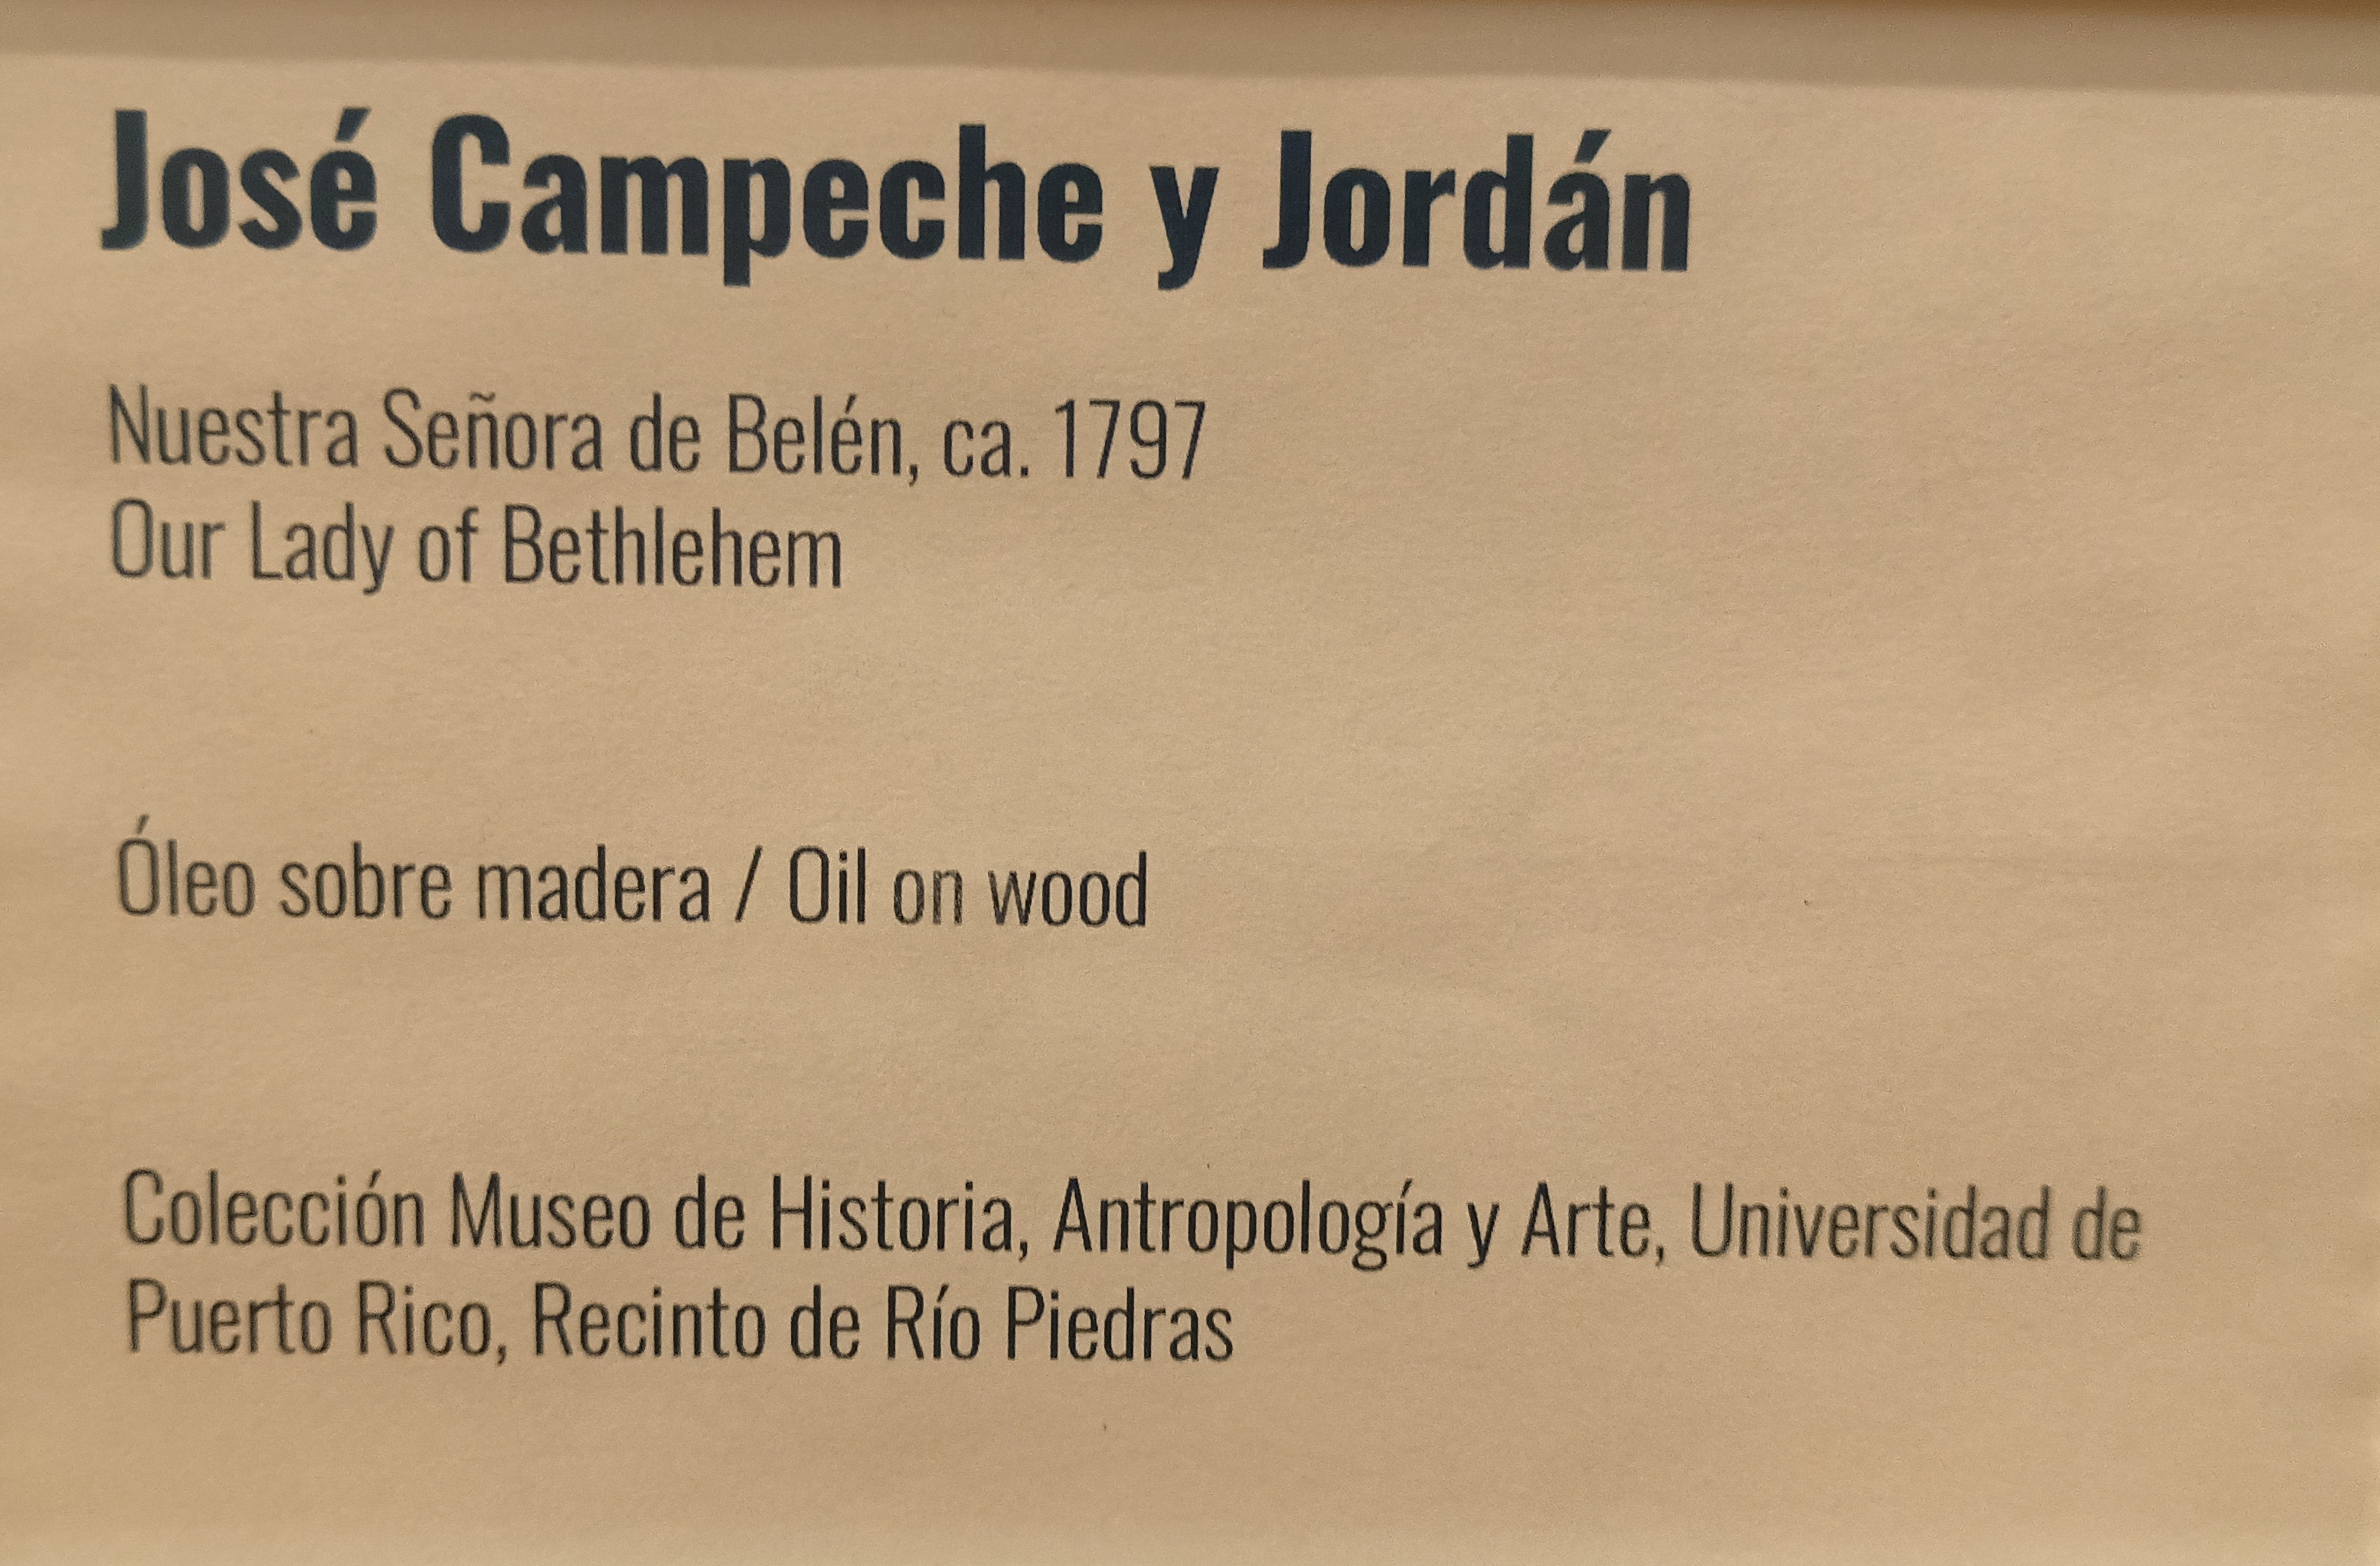 José Campeche y Jordán
Nuestra Señora de Belén, ca. 1797
Our Lady of Bethlehem
Óleo sobre madera / Oil on wood
Colección Museo de Historia, Antropología y Arte, Universidad de
Puerto Rico, Recinto de Río Piedras